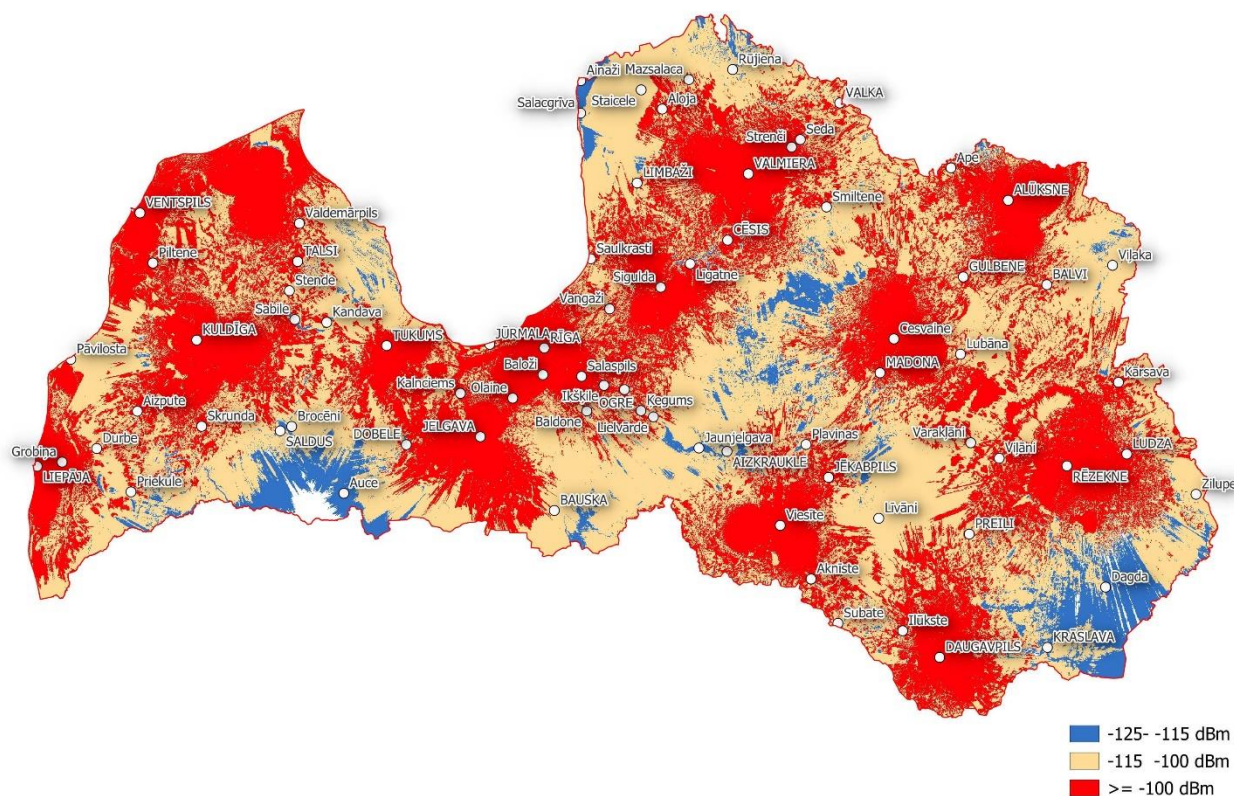 Ainaži
Mazsalaca
Rūjiena
Salacgrīva
Staicele
Aloja
VALKA
Strenči
Seda
VALMIERA
Ape
LIMBAŽI
ALŪKSNE
Smiltene
VENTSPILS
Valdemārpils
CĒSIS
Piltene
TALSI
Saulkrasti
Līgatne
Sigulda
GULBENE
BALVI
Viļaka
Stende
Vangaži
Sabile
Kandava
KULDĪGA
TUKUMS
JŪRMALA
RĪGA
Cesvaine
Lubāna
Pāvilosta
Baloži
Salaspils
MADONA
Kārsava
Kalnciems
Olaine
Ikšķile
OGRE
Ķegums
Aizpute
Skrunda
Brocēni
SALDUS
DOBELE
JELGAVA
Baldone
Lielvārde
Durbe
Jaunjelgava
AIZKRAUKLE
Pļaviņas
Varakļāni
Viļāni
LUDZA
Grobiņa
LIEPĀJA
Priekule
Auce
JĒKABPILS
RĒZEKNE
Zilupe
BAUSKA
Viesīte
Līvāni
PREIĻI
Aknīste
Dagda
Subate
Ilūkste
DAUGAVPILS
KRĀSLAVA
-125- -115 dBm
-115 -100 dBm
>= -100 dBm